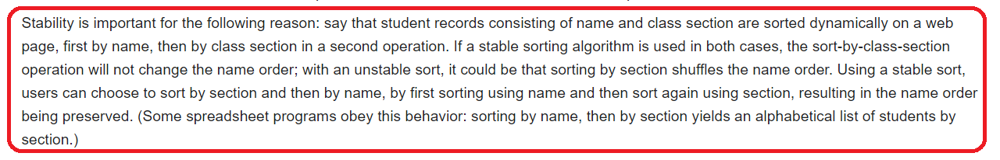 Stability is important for the following reason: say that student records consisting of name and class section are sorted dynamically on a web
page, first by name, then by class section in a second operation. If a stable sorting algorithm is used in both cases, the sort-by-class-section
operation will not change the name order; with an unstable sort, it could be that sorting by section shuffles the name order. Using a stable sort,
users can choose to sort by section and then by name, by first sorting using name and then sort again using section, resulting in the name order
being preserved. (Some spreadsheet programs obey this behavior: sorting by name, then by section yields an alphabetical list of students by
section.)